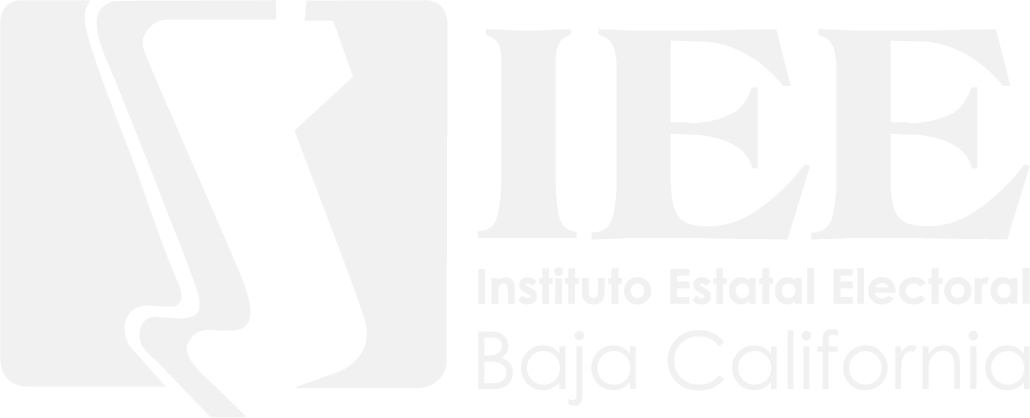 IEE
Instituto Estatal Electoral
Baja California